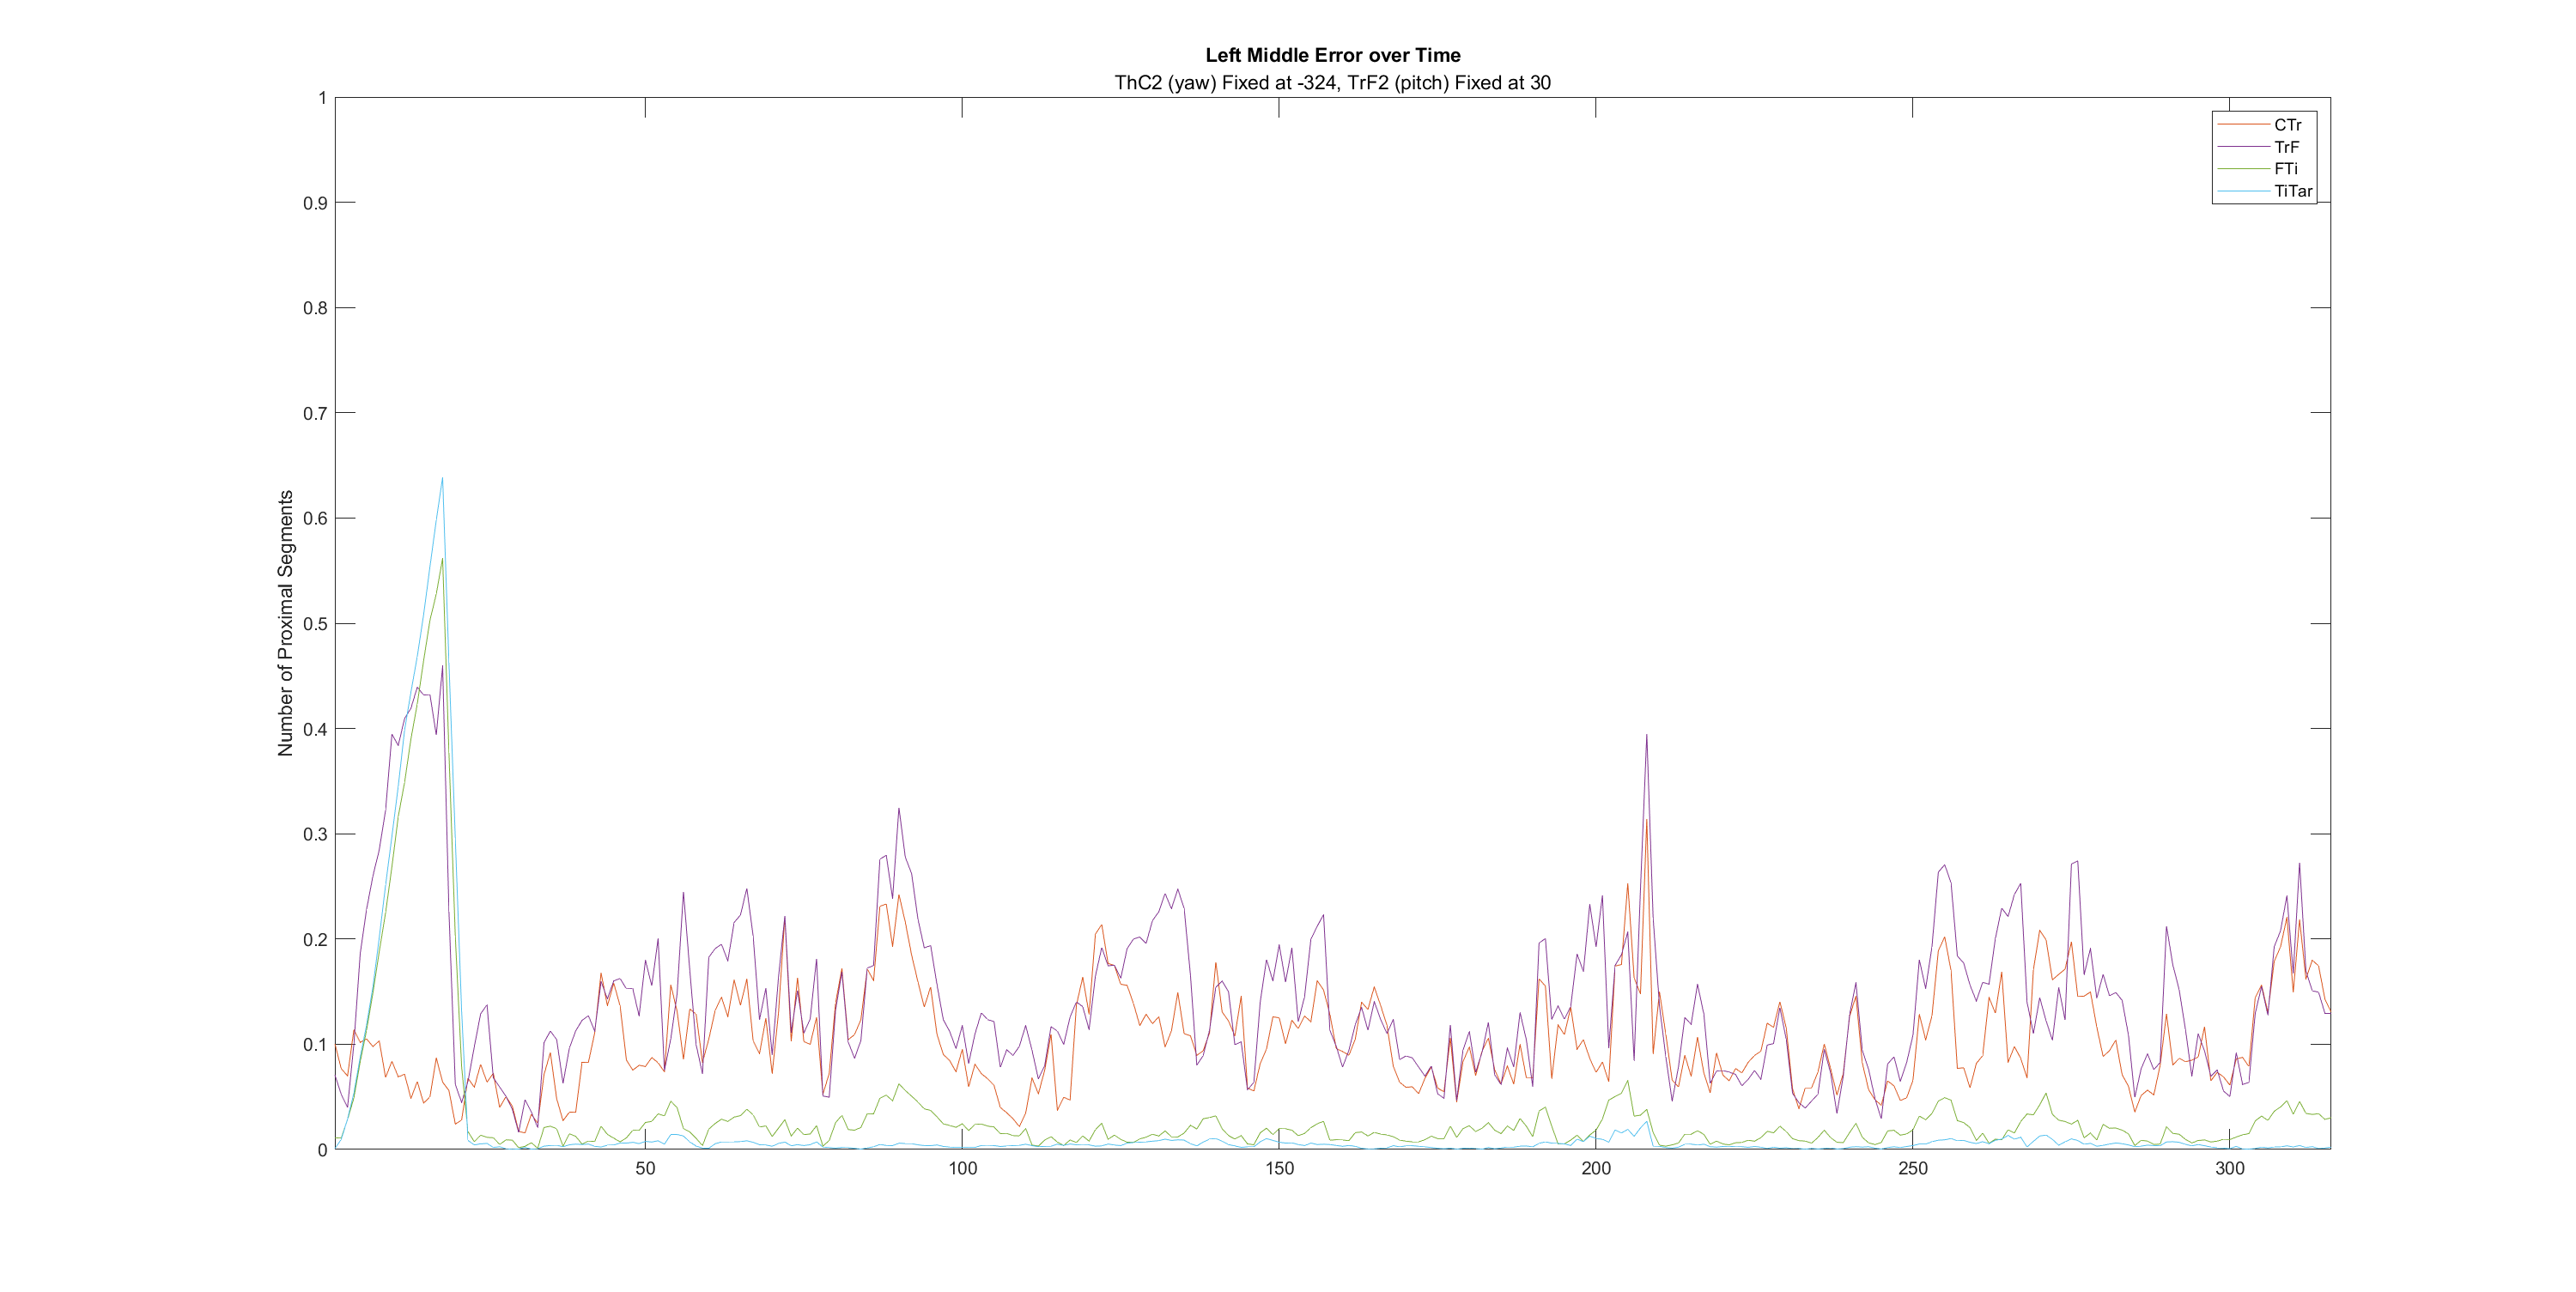 Left Middle Error over Time
ThC2 (yaw) Fixed at -324, TrF2 (pitch) Fixed at 30
1
0.9
0.8
0.7
0.6
0.5
0.4
0.3
0.2
0.1
0
Number of Proximal Segments
CTr
TrF
FTi
TiTar
50
100
150
200
250
300